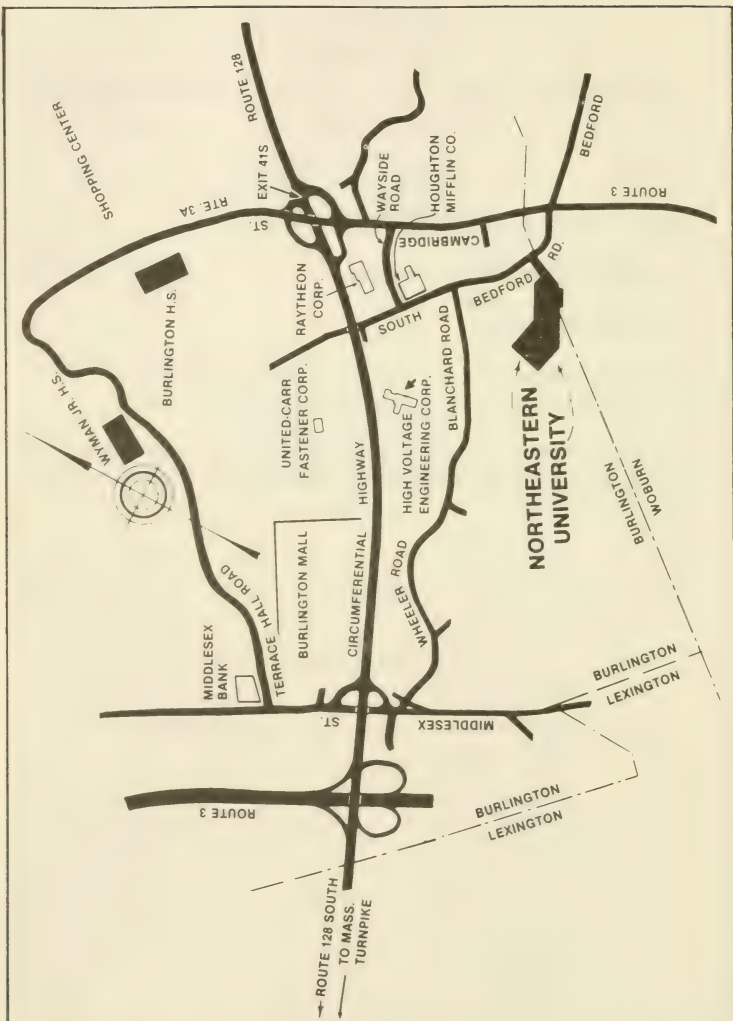 SHOPPING CENTER
ROUTE 128
RTE. 3A
EXIT 41S
ST.
WYMAN JR. H.S.
BURLINGTON H.S.
RAYTHEON
CORP.
WAYSIDE
ROAD
HOUGHTON
MIFFLIN CO.
CAMBRIDGE
BEDFORD
ROUTE 3
UNITED-CARR
FASTENER CORP.
SOUTH
BEDFORD
RD.
HIGHWAY
HIGH VOLTAGE
ENGINEERING CORP.
BLANCHARD ROAD
NORTHEASTERN
UNIVERSITY
BURLINGTON
WOBURN
MIDDLESEX
BANK
TERRACE HALL ROAD
BURLINGTON MALL
CIRCUMFERENTIAL
WHEELER ROAD
ST.
MIDDLESEX
BURLINGTON
LEXINGTON
ROUTE 3
BURLINGTON
LEXINGTON
ROUTE 128 SOUTH
TO MASS.
TURNPIKE